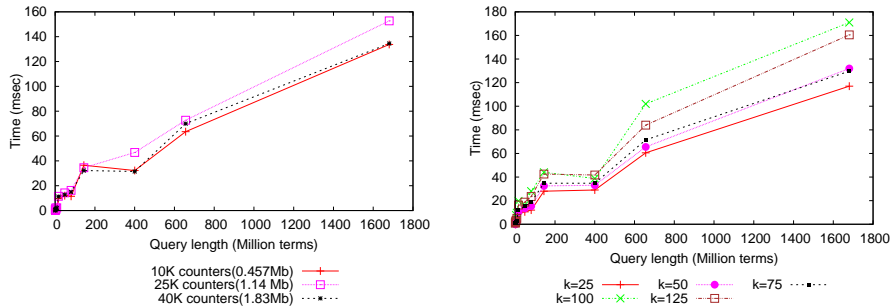 160
140
120
100
80
60
40
20
0
Time (msec)
0 200 400 600 800 1000 1200 1400 1600 1800
Query length (Million terms)
10K counters(0.457Mb)
25K counters(1.14 Mb)
40K counters(1.83Mb)
180
160
140
120
100
80
60
40
20
0
Time (msec)
0 200 400 600 800 1000 1200 1400 1600 1800
Query length (Million terms)
k=25 k=50 k=75
k=100 k=125